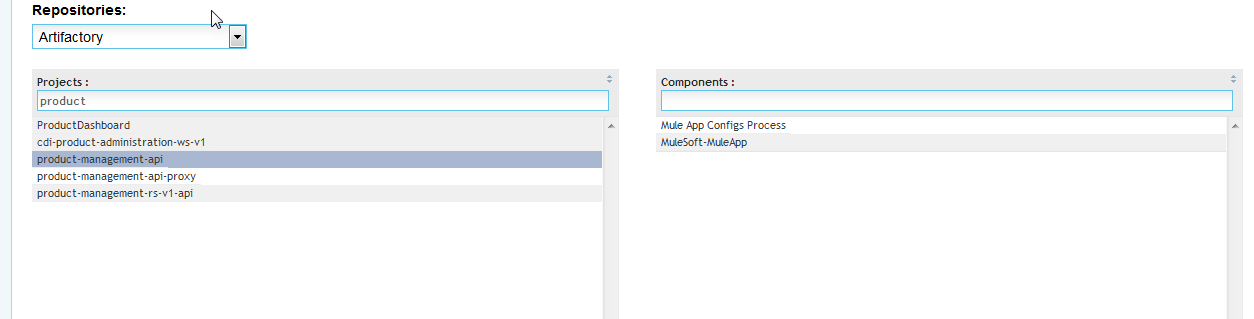 Repositories:
Artifactory
Projects :
product
ProductDashboard
cdi-product-administration-ws-v1
product-management-api
product-management-api-proxy
product-management-rs-v1-api
Components :
Mule App Configs Process
MuleSoft-MuleApp